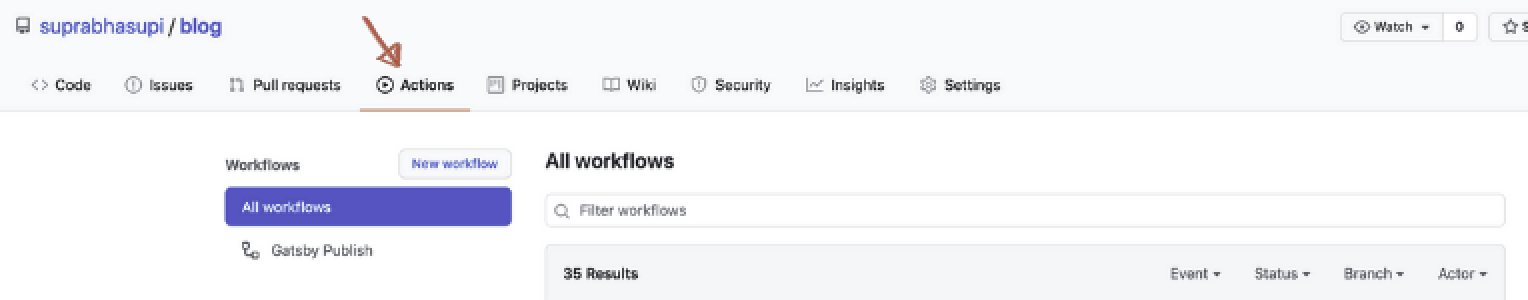 suprabhasupi / blog
Watch 0
Code Issues Pull requests Actions Projects Wiki Security Insights Settings
Workflows New workflow
All workflows
Gatsby Publish
All workflows
Filter workflows
35 Results Event Status Branch Actor